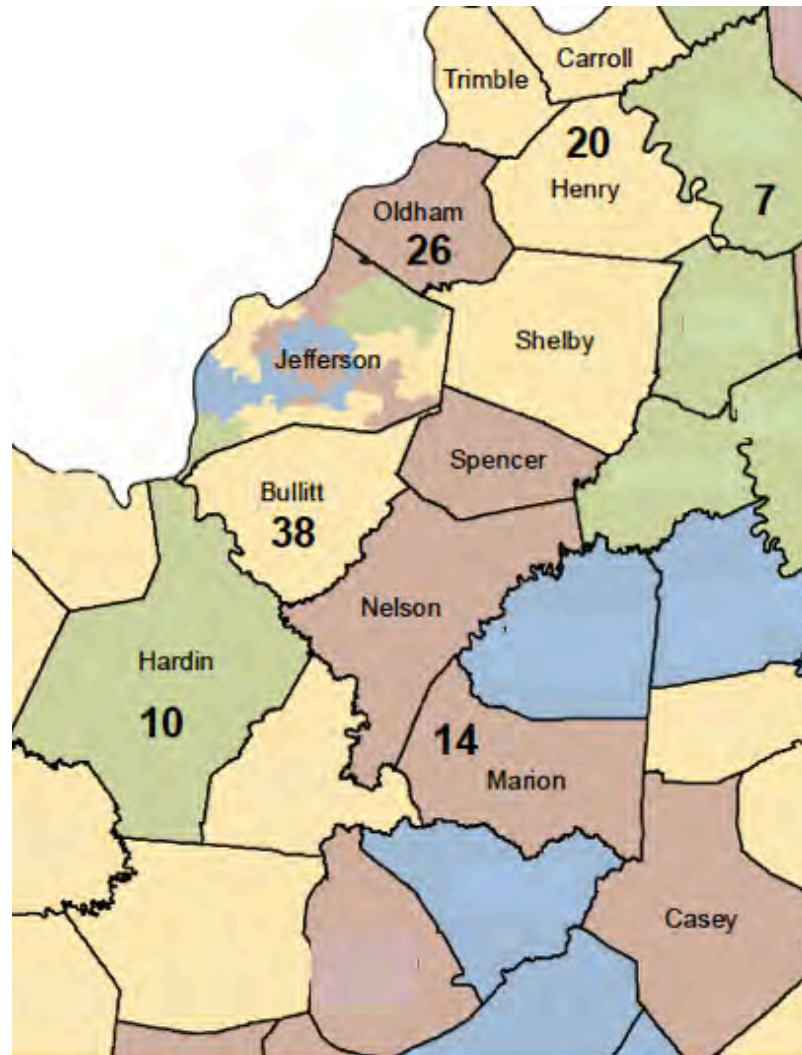 Carroll
Trimble
20
Henry
7
Oldham
26
Shelby
Jefferson
Spencer
Bullitt
38
Nelson
Hardin
10
14
Marion
Casey